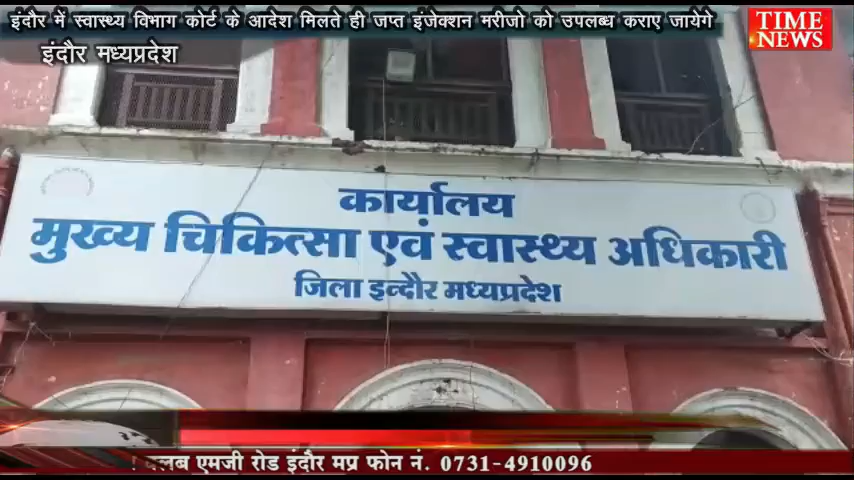 इंदौर में स्वास्थ्य विभाग कोर्ट के आदेश मिलते ही जप्त इंजेक्शन मरीजो को उपलब्ध कराए जायेगे
TIME
NEWS
इंदौर मध्यप्रदेश
कार्यालय
मुख्य चिकित्सा एवं स्वास्थ्य अधिकारी
जिला इन्दौर मध्यप्रदेश
क्लब एमजी रोड इंदौर मप्र फोन नं. 0731-4910096